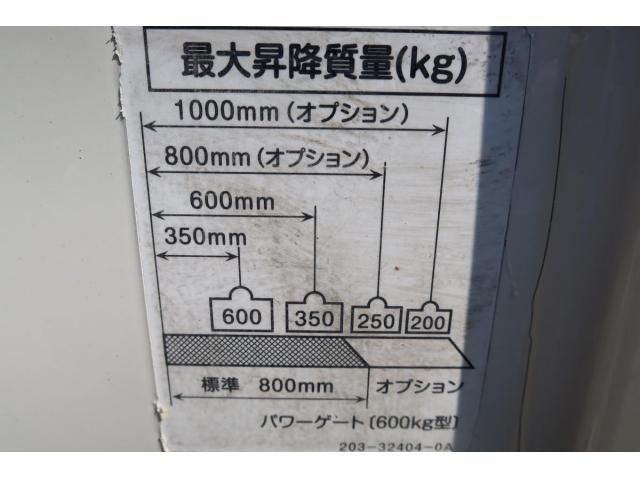 最大昇降質量(kg)
1000mm(オプション)
800mm(オプション)
600mm
350mm
600 350 250 200
標準 800mm オプション
パワーゲート〔600kg型〕
203-32404-0A